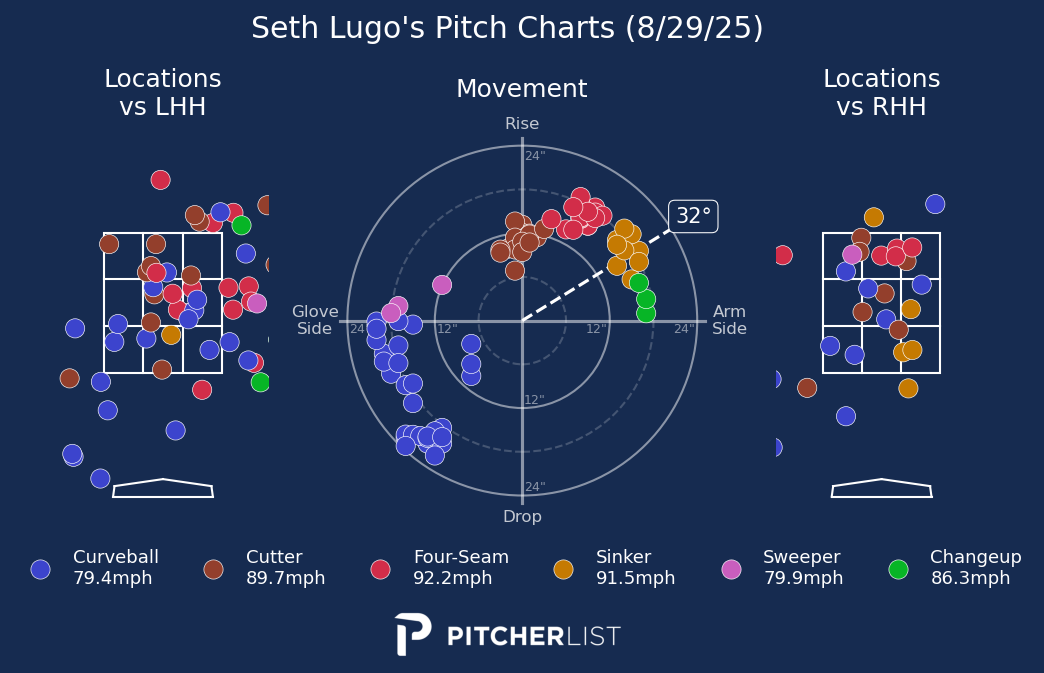 Seth Lugo's Pitch Charts (8/29/25)
Locations
vs LHH
Movement
Locations
vs RHH
Rise
24"
32°
Glove
Side
24"
12"
12"
24"
Arm
Side
12"
24"
Drop
Curveball
79.4mph
Cutter
89.7mph
Four-Seam
92.2mph
Sinker
91.5mph
Sweeper
79.9mph
Changeup
86.3mph
PITCHERLIST